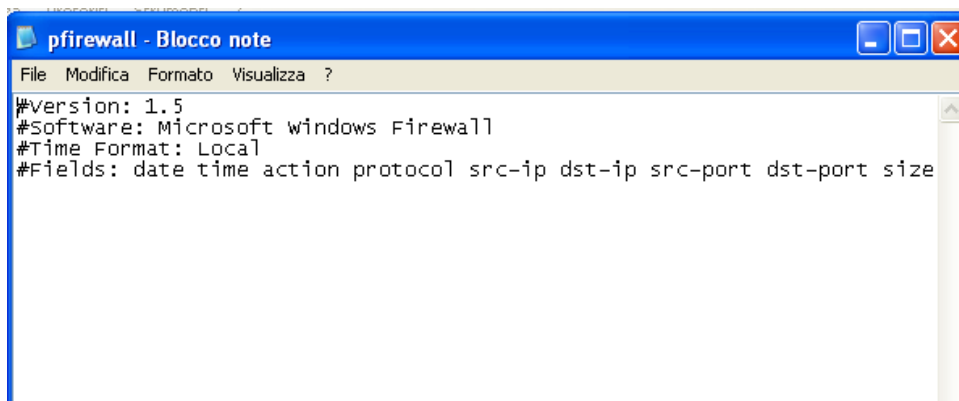 pfirewall - Blocco note
File Modifica Formato Visualizza ?
#Version: 1.5
#Software: Microsoft Windows Firewall
#Time Format: Local
#Fields: date time action protocol src-ip dst-ip src-port dst-port size